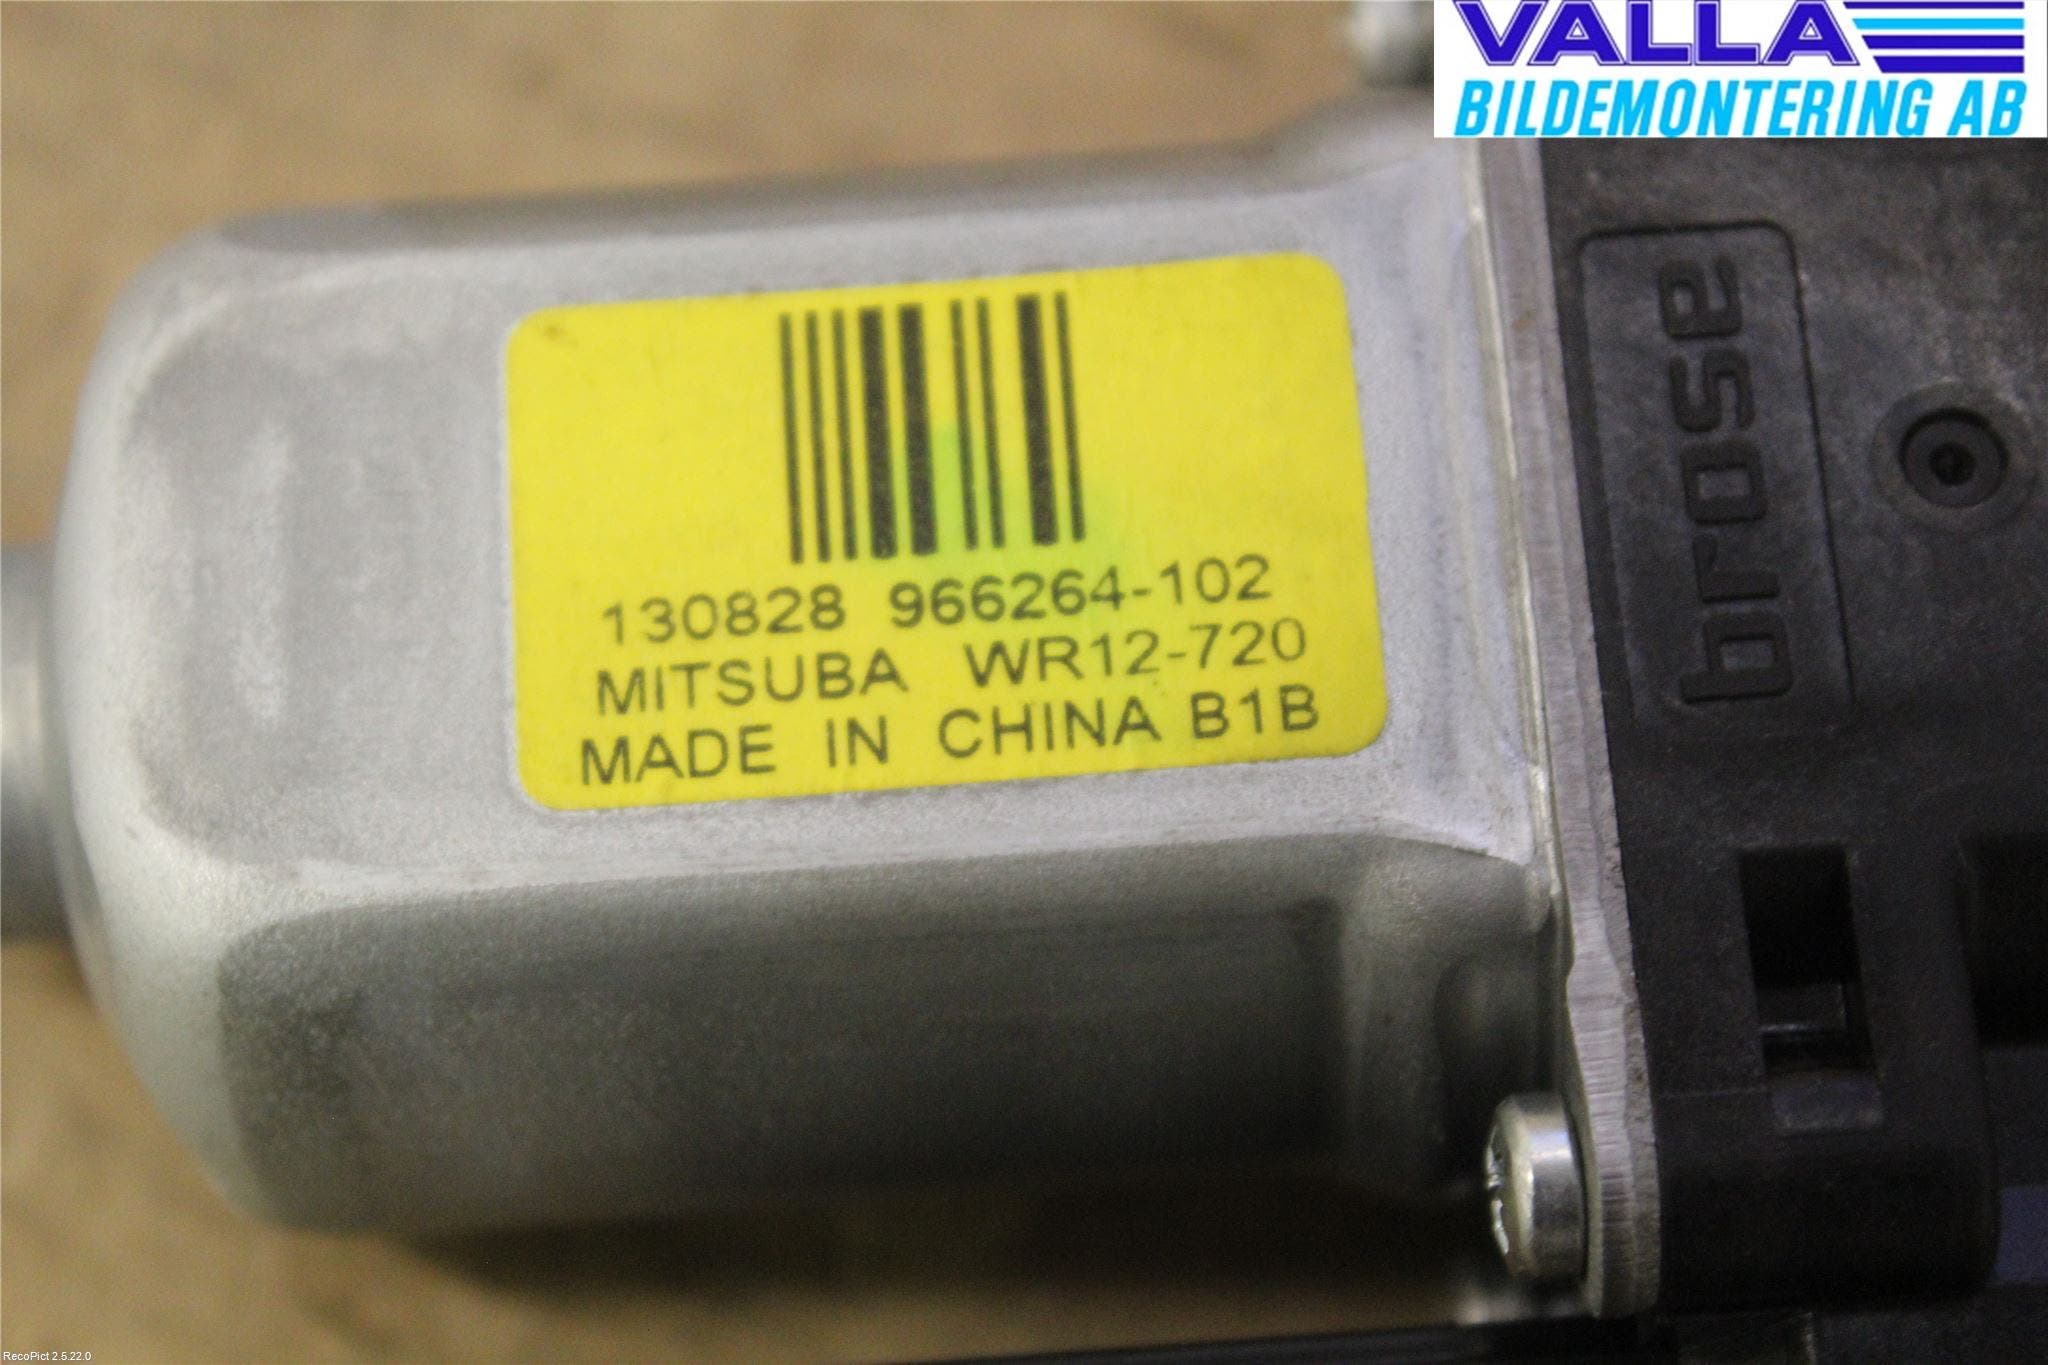 VALLA
BILDEMONTERING AB
brose
130828 966264-102
MITSUBA WR12-720
MADE IN CHINA B1B
RecoPict 2.5.22.0